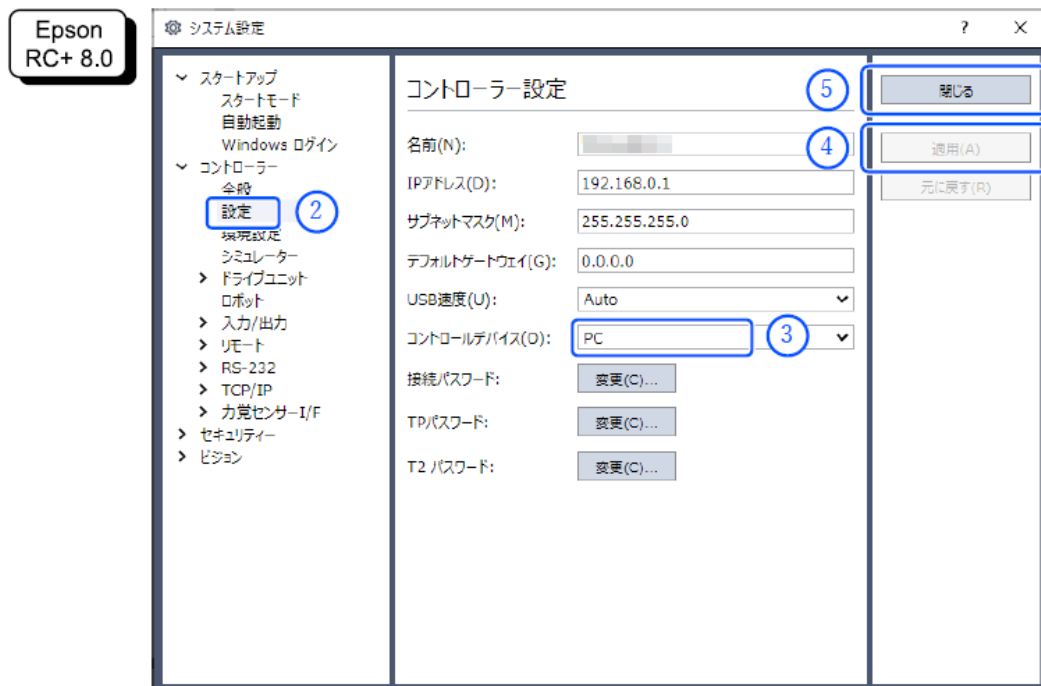 Epson
RC+ 8.0
システム設定
?
スタートアップ
スタートモード
自動起動
Windows ログイン
コントローラー
全般
設定
2
環境設定
シミュレーター
ドライブユニット
ロボット
入力/出力
リモート
RS-232
TCP/IP
力覚センサーI/F
セキュリティー
ビジョン
コントローラー設定
名前(N):
IPアドレス(D): 192.168.0.1
サブネットマスク(M): 255.255.255.0
デフォルトゲートウェイ(G): 0.0.0.0
USB速度(U): Auto
コントロールデバイス(O): PC 3
接続パスワード: 変更(C)...
TPパスワード: 変更(C)...
T2 パスワード: 変更(C)...
5 閉じる
4 適用(A)
元に戻す(R)